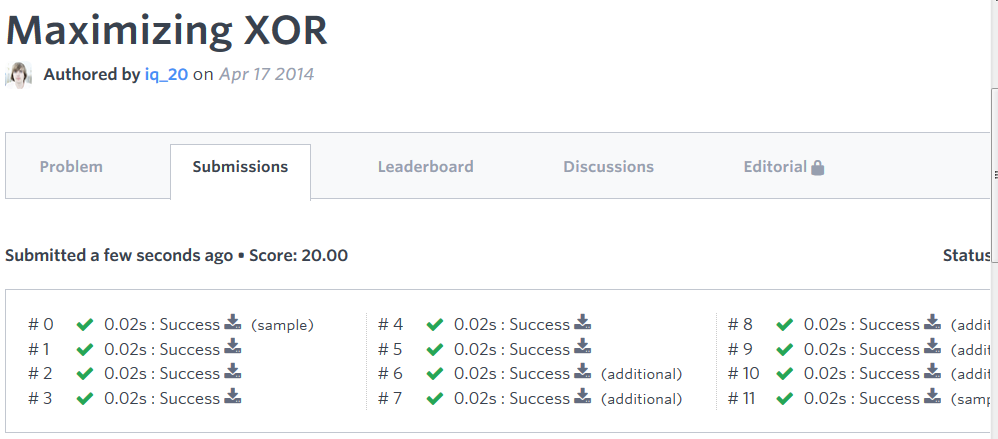 Maximizing XOR
Authored by iq_20 on Apr 17 2014
Problem Submissions Leaderboard Discussions Editorial
Submitted a few seconds ago • Score: 20.00 Status
# 0 0.02s : Success (sample) # 4 0.02s : Success # 8 0.02s : Success (addit
# 1 0.02s : Success # 5 0.02s : Success # 9 0.02s : Success (addit
# 2 0.02s : Success # 6 0.02s : Success (additional) # 10 0.02s : Success (addit
# 3 0.02s : Success # 7 0.02s : Success (additional) # 11 0.02s : Success (samp